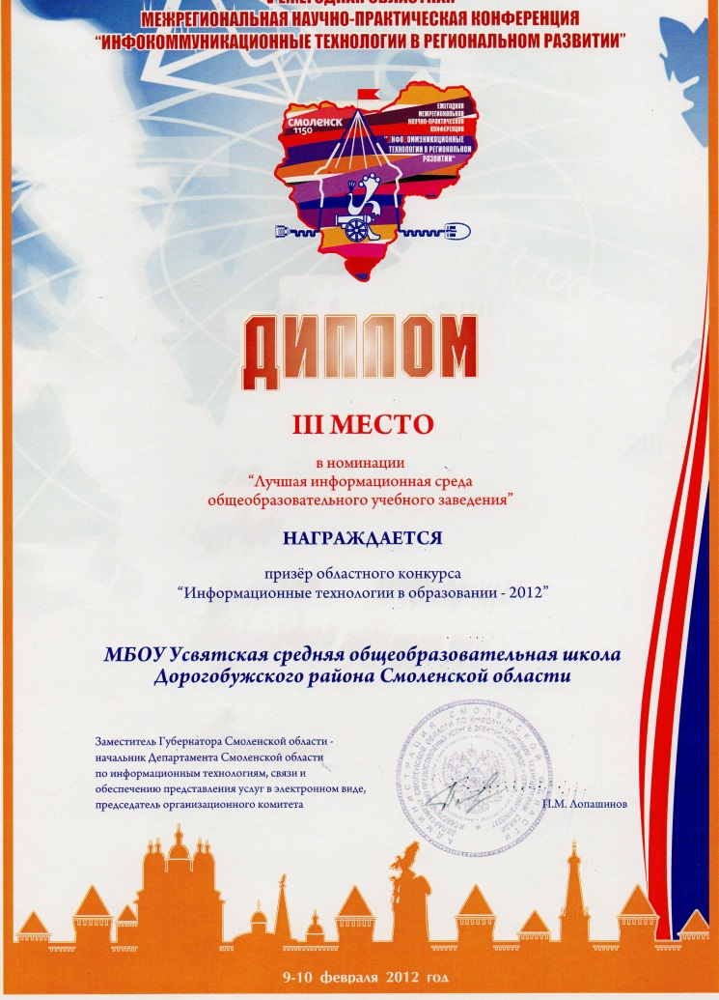 ЕЖЕГОДНАЯ ОБЛАСТНАЯ
МЕЖРЕГИОНАЛЬНАЯ НАУЧНО-ПРАКТИЧЕСКАЯ КОНФЕРЕНЦИЯ
“ИНФОКОММУНИКАЦИОННЫЕ ТЕХНОЛОГИИ В РЕГИОНАЛЬНОМ РАЗВИТИИ”
СМОЛЕНСК
1150
ЕЖЕГОДНАЯ
МЕЖРЕГИОНАЛЬНАЯ
НАУЧНО-ПРАКТИЧЕСКАЯ
КОНФЕРЕНЦИЯ
ТЕХНОЛОГИИ В РЕГИОНАЛЬНОМ
РАЗВИТИИ"
ДИПЛОМ
III МЕСТО
в номинации
“Лучшая информационная среда
общеобразовательного учебного заведения”
НАГРАЖДАЕТСЯ
призёр областного конкурса
“Информационные технологии в образовании - 2012”
МБОУ Усвятская средняя общеобразовательная школа
Дорогобужского района Смоленской области
Заместитель Губернатора Смоленской области -
начальник Департамента Смоленской области
по информационным технологиям, связи и
обеспечению представления услуг в электронном виде,
председатель организационного комитета
П.М. Лопашинов
9-10 февраля 2012 год